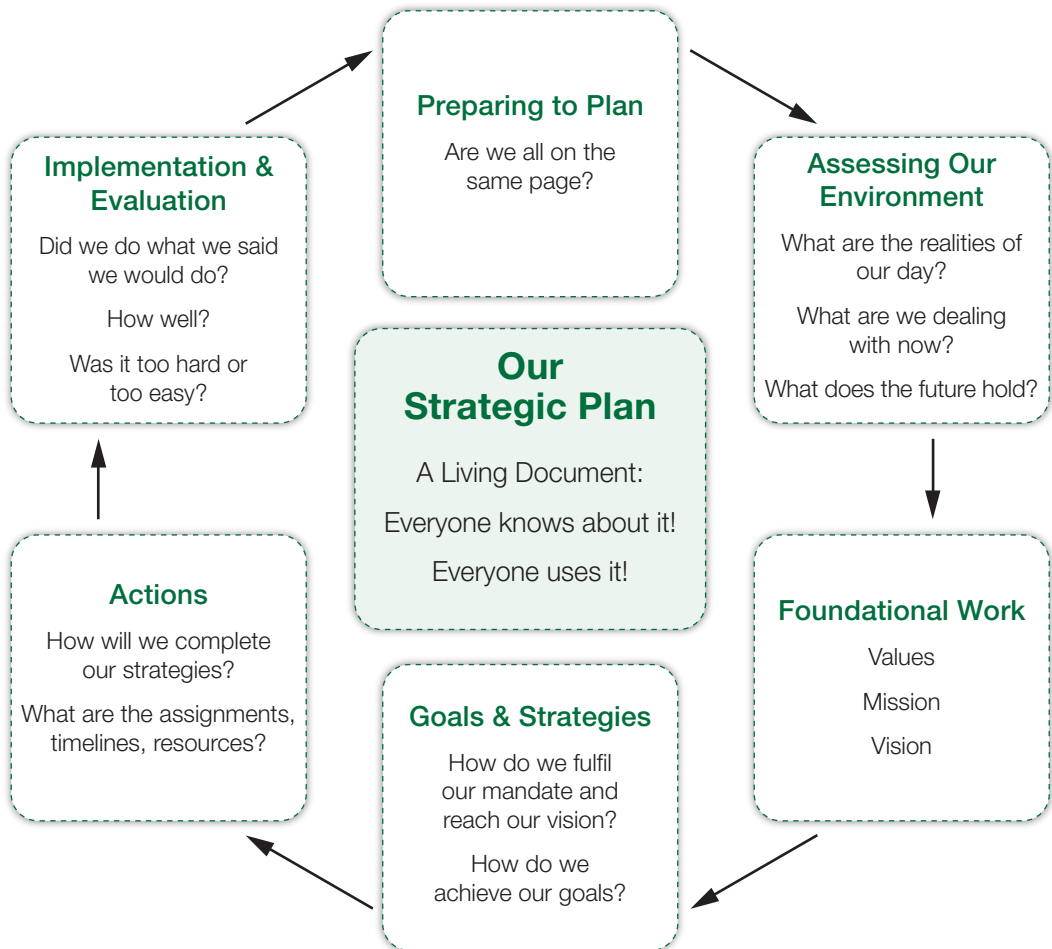 Preparing to Plan
Are we all on the
same page?
Assessing Our
Environment
What are the realities of
our day?
What are we dealing
with now?
What does the future hold?
Foundational Work
Values
Mission
Vision
Goals & Strategies
How do we fulfil
our mandate and
reach our vision?
How do we
achieve our goals?
Actions
How will we complete
our strategies?
What are the assignments,
timelines, resources?
Implementation &
Evaluation
Did we do what we said
we would do?
How well?
Was it too hard or
too easy?
Our
Strategic Plan
A Living Document:
Everyone knows about it!
Everyone uses it!